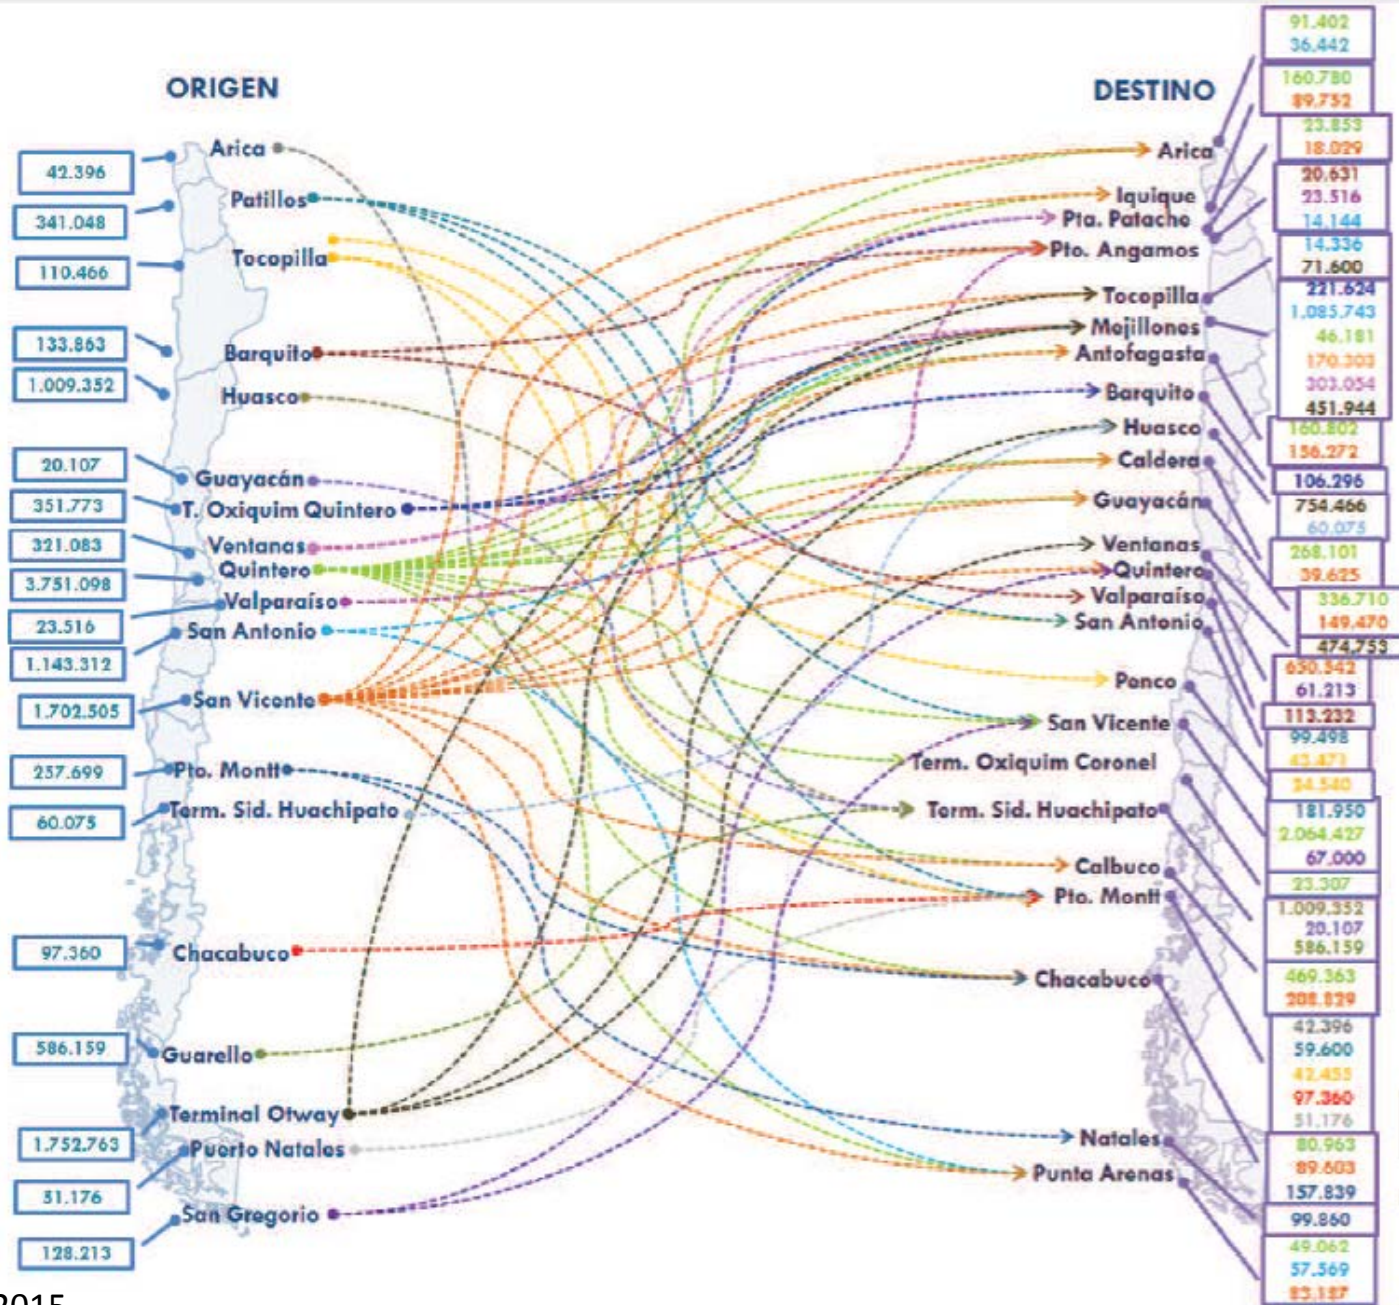 ORIGEN
42.396
341.048
110.466
133.863
1.009.352
20.107
351.773
321.083
3.751.098
23.516
1.143.312
1.702.505
257.699
60.075
97.360
586.159
1.752.763
51.176
128.213
Arica
Patillos
Tocopilla
Barquito
Huasco
Guayacán
T. Oxiquim Quintero
Ventanas
Quintero
Valparaíso
San Antonio
San Vicente
Pto. Montt
Term. Sid. Huachipato
Chacabuco
Guarello
Terminal Otway
Puerto Natales
San Gregorio
DESTINO
Arica
Iquique
Pta. Patache
Pto. Angamos
Tocopilla
Mejillones
Antofagasta
Barquito
Huasco
Caldera
Guayacán
Ventanas
Quintero
Valparaíso
San Antonio
Penco
San Vicente
Term. Oxiquim Coronel
Term. Sid. Huachipato
Calbuco
Pto. Montt
Chacabuco
Natales
Punta Arenas
91.402
36.442
160.780
89.752
23.853
18.029
20.631
23.516
14.144
14.336
71.600
221.624
1.085.743
46.181
170.303
303.054
451.944
160.802
156.272
106.296
754.466
60.075
268.101
39.625
336.710
149.470
474.753
650.542
61.213
113.232
99.498
43.471
24.540
181.950
2.064.427
67.000
23.307
1.009.352
20.107
586.159
469.363
208.829
42.396
59.600
42.455
97.360
51.176
80.963
89.603
157.839
99.860
49.062
57.569
83.187
2015